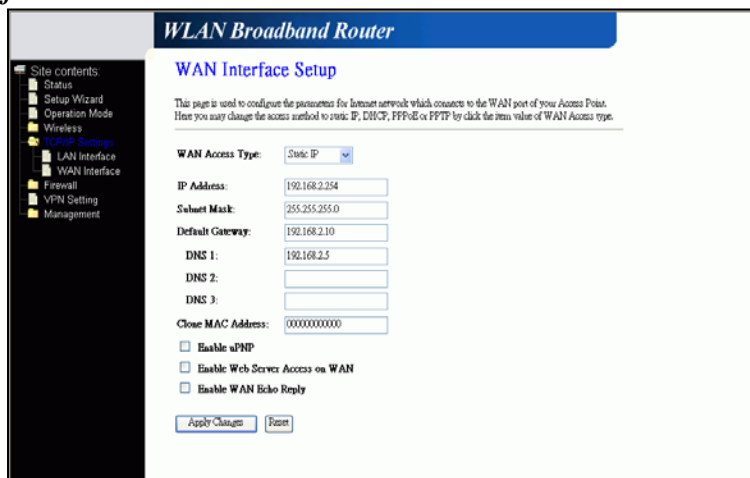 WLAN Broadband Router
Site contents:
Status
Setup Wizard
Operation Mode
Wireless
TCP/IP Settings
LAN Interface
WAN Interface
Firewall
VPN Setting
Management
WAN Interface Setup
This page is used to configure the parameters for Internet network which connects to the WAN port of your Access Point.
Here you may change the access method to static IP, DHCP, PPPoE or PPTP by click the item value of WAN Access type.
WAN Access Type: Static IP
IP Address: 192.168.2.254
Subnet Mask: 255.255.255.0
Default Gateway: 192.168.2.10
DNS 1: 192.168.2.5
DNS 2:
DNS 3:
Clone MAC Address: 000000000000
Enable uPNP
Enable Web Server Access on WAN
Enable WAN Echo Reply
Apply Changes Reset